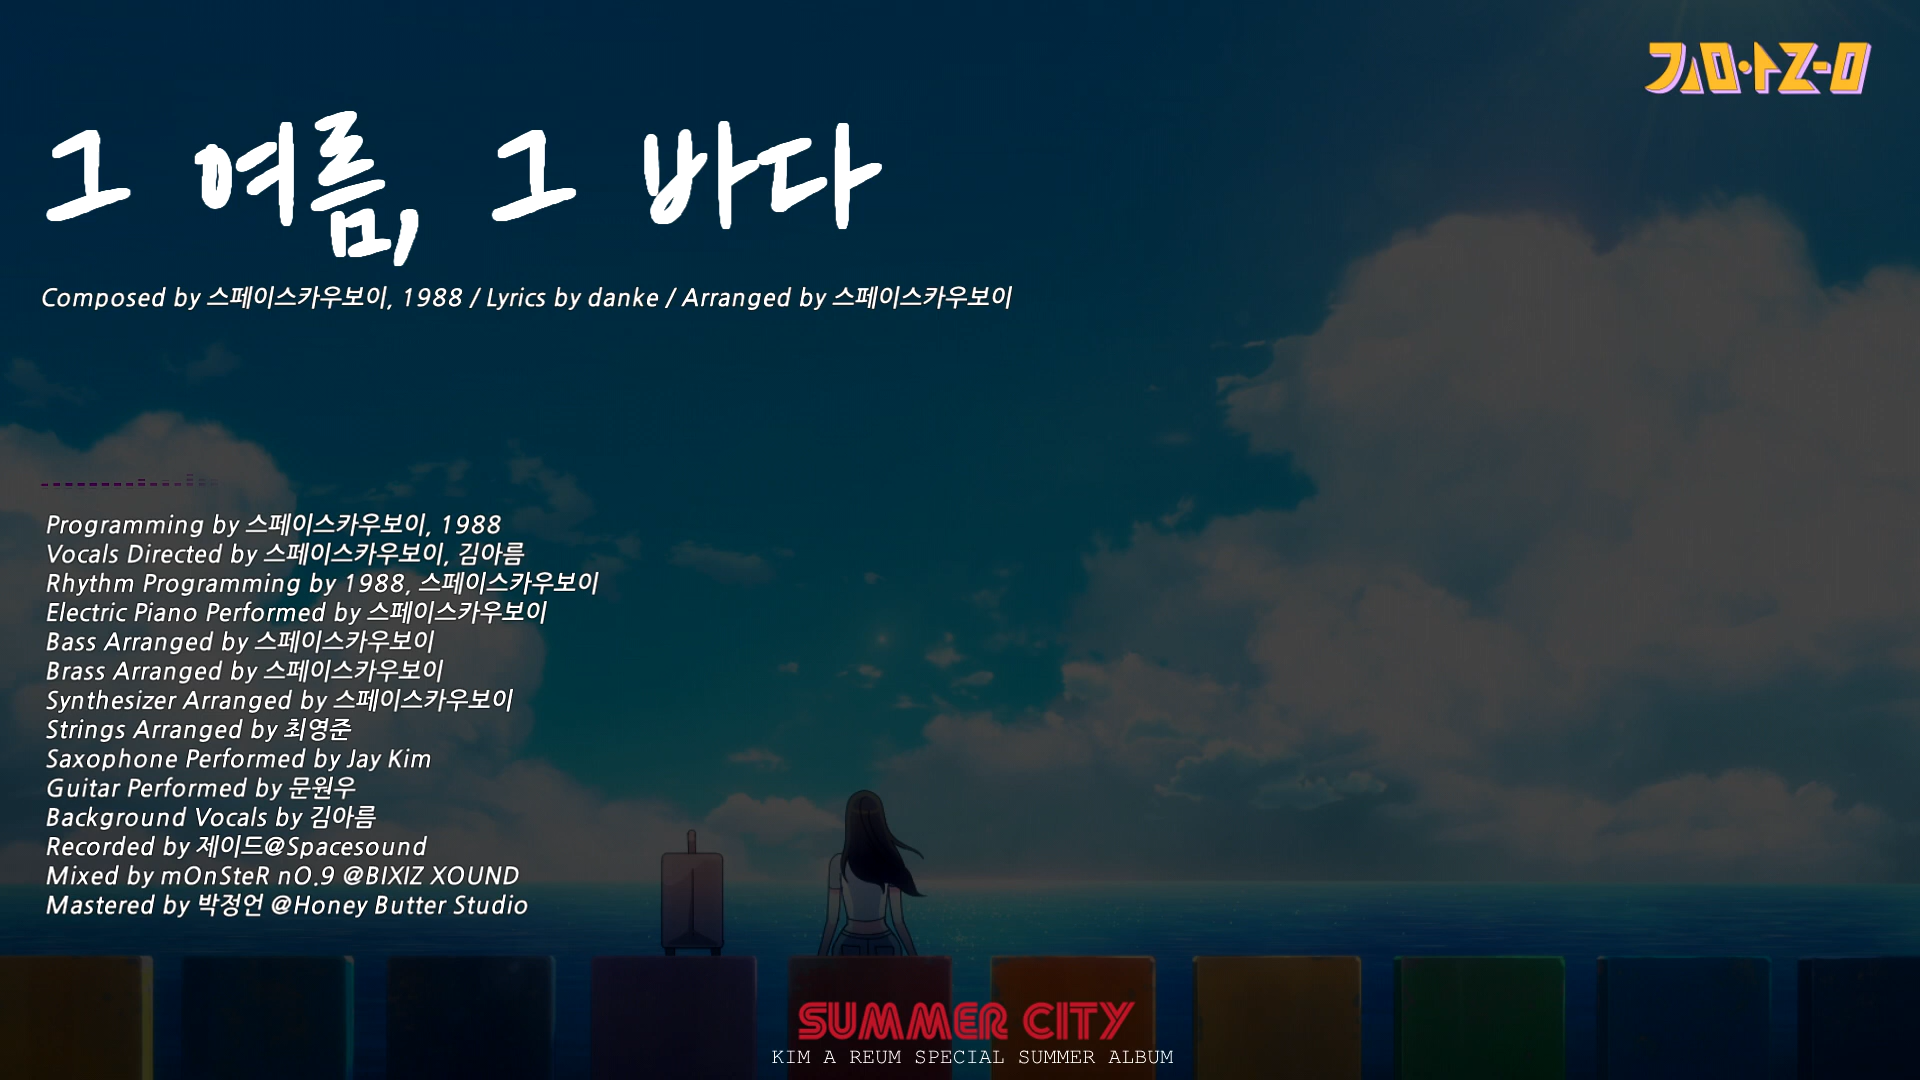 그 여름, 그 바다
Composed by 스페이스카우보이, 1988 / Lyrics by danke / Arranged by 스페이스카우보이
Programming by 스페이스카우보이, 1988
Vocals Directed by 스페이스카우보이, 김아름
Rhythm Programming by 1988, 스페이스카우보이
Electric Piano Performed by 스페이스카우보이
Bass Arranged by 스페이스카우보이
Brass Arranged by 스페이스카우보이
Synthesizer Arranged by 스페이스카우보이
Strings Arranged by 최영준
Saxophone Performed by Jay Kim
Guitar Performed by 문원우
Background Vocals by 김아름
Recorded by 제이드@Spacesound
Mixed by mOnSteR nO.9 @BIXIZ XOUND
Mastered by 박정언 @Honey Butter Studio
SUMMER CITY
KIM A REUM SPECIAL SUMMER ALBUM